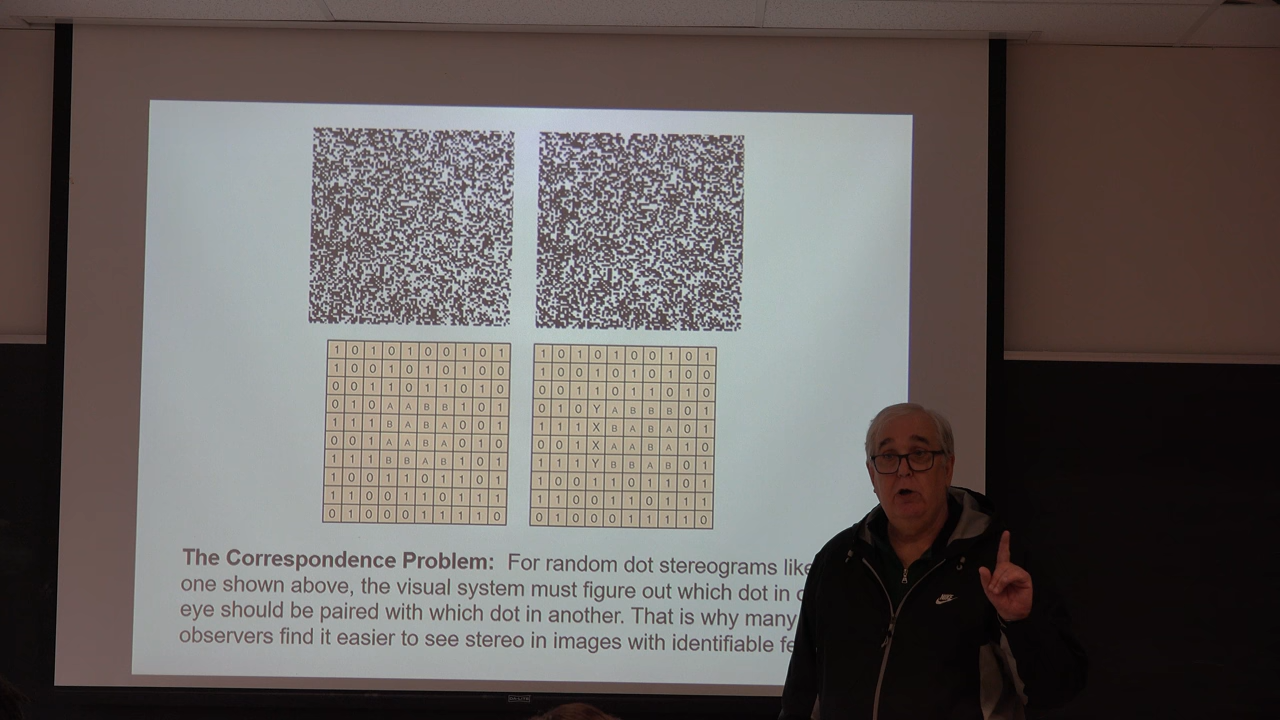 1 0 1 0 1 0 0 1 0 1
1 0 0 1 0 1 0 1 0 0
0 0 1 1 0 1 1 0 1 0
0 1 0 A A B B 1 0 1
1 1 1 B A B A 0 0 1
0 0 1 A A B A 0 1 0
1 1 1 B B A B 1 0 1
1 0 0 1 1 0 1 1 0 1
1 1 0 0 1 1 0 1 1 1
0 1 0 0 0 1 1 1 1 0
1 0 1 0 1 0 0 1 0 1
1 0 0 1 0 1 0 1 0 0
0 0 1 1 0 1 1 0 1 0
0 1 0 Y A B B B 0 1
1 1 1 X B A B A 0 1
0 0 1 X A A B A 1 0
1 1 1 Y B B A B 0 1
1 0 0 1 1 0 1 1 0 1
1 1 0 0 1 1 0 1 1 1
0 1 0 0 0 1 1 1 1 0
The Correspondence Problem: For random dot stereograms like
one shown above, the visual system must figure out which dot in
eye should be paired with which dot in another. That is why many
observers find it easier to see stereo in images with identifiable
NIKE
DA-LITE